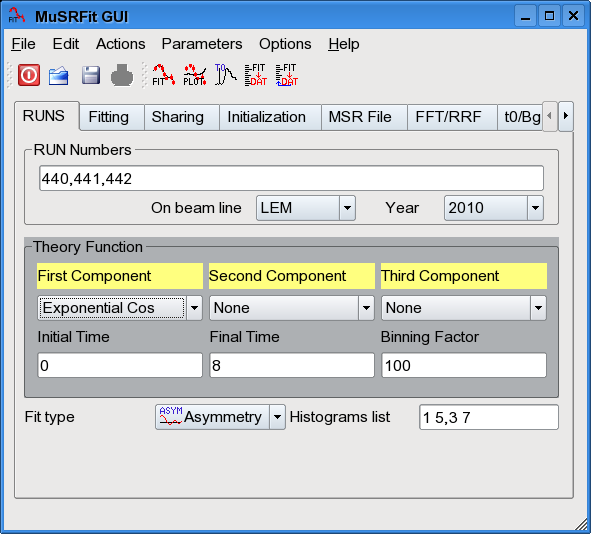 MuSRFit GUI
File Edit Actions Parameters Options Help
FIT PLOT T0 FIT DAT FIT DAT
RUNS Fitting Sharing Initialization MSR File FFT/RRF t0/Bg
RUN Numbers
440,441,442
On beam line LEM Year 2010
Theory Function
First Component Second Component Third Component
Exponential Cos None None
Initial Time Final Time Binning Factor
0 8 100
Fit type ASYM Asymmetry Histograms list 1 5,3 7